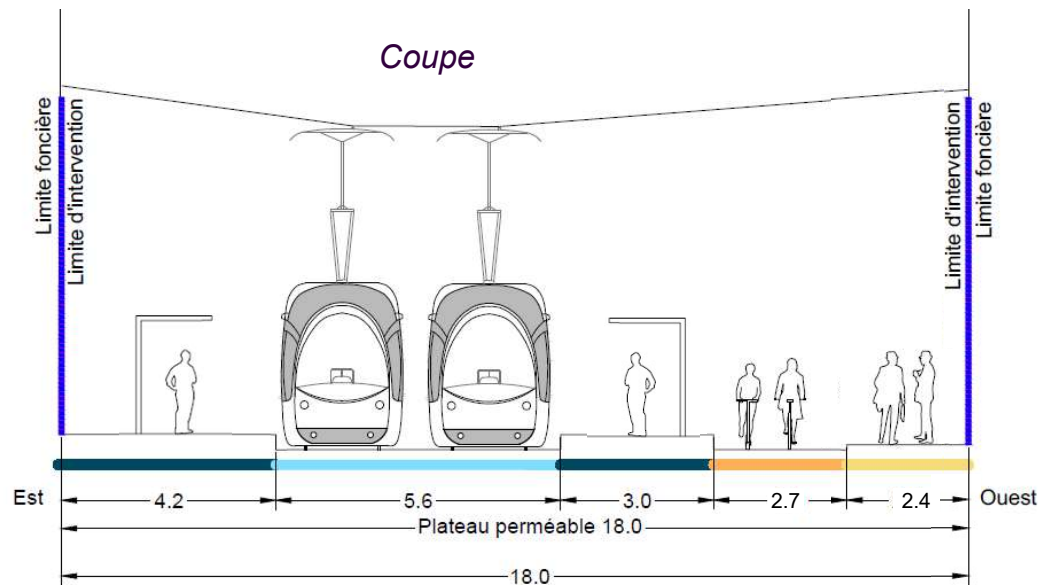 Coupe
Limite foncière
Limite d'intervention
Limite d'intervention
Limite foncière
Est
4.2
5.6
3.0
2.7
2.4
Ouest
Plateau perméable 18.0
18.0